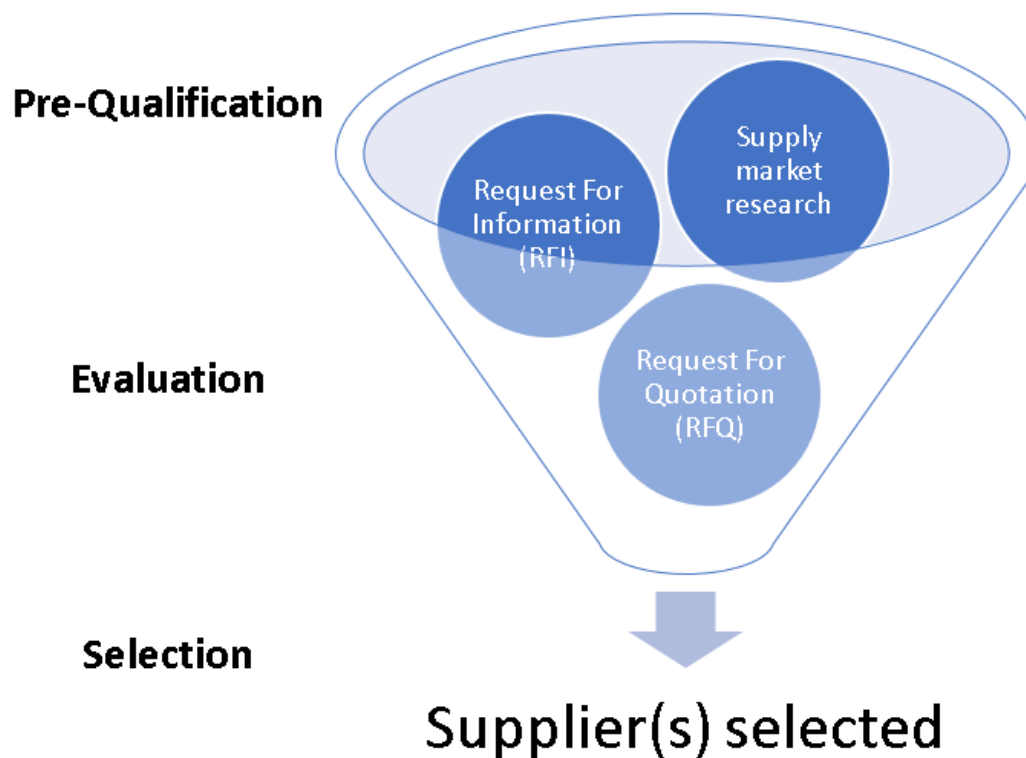 Pre-Qualification
Supply
market
research
Request For
Information
(RFI)
Evaluation
Request For
Quotation
(RFQ)
Selection
Supplier(s) selected